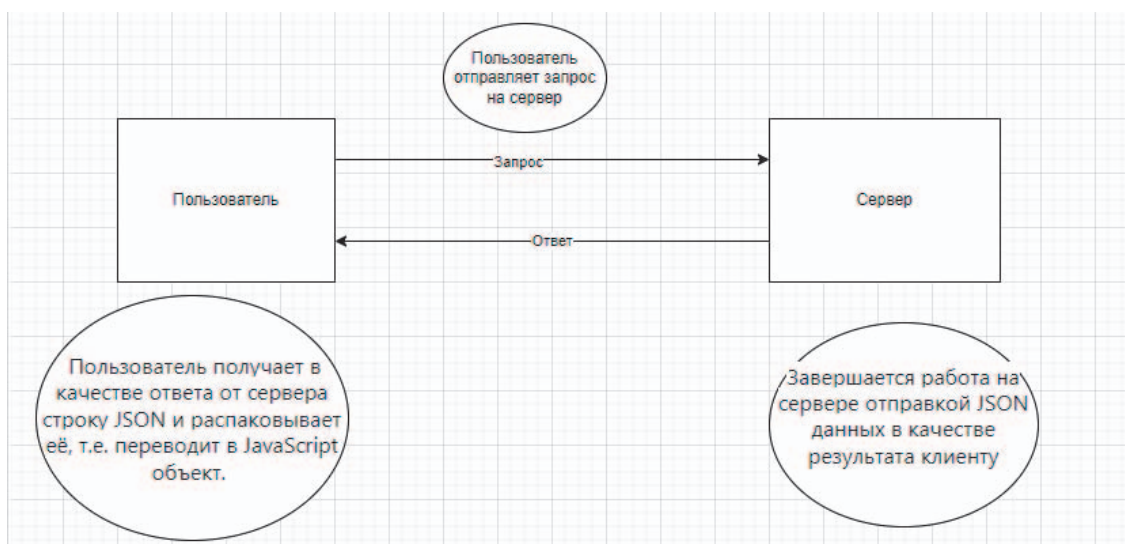 Пользователь
отправляет запрос
на сервер
Запрос
Пользователь
Сервер
Ответ
Пользователь получает в
качестве ответа от сервера
строку JSON и распаковывает
её, т.е. переводит в JavaScript
объект.
Завершается работа на
сервере отправкой JSON
данных в качестве
результата клиенту